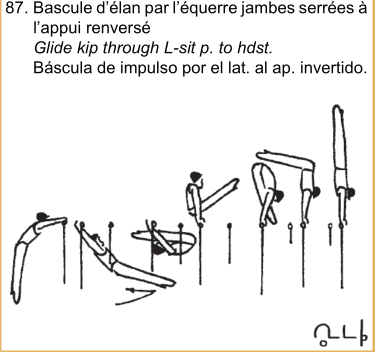 87. Bascule d'élan par l'équerre jambes serrées à
l'appui renversé
Glide kip through L-sit p. to hdst.
Báscula de impulso por el lat. al ap. invertido.